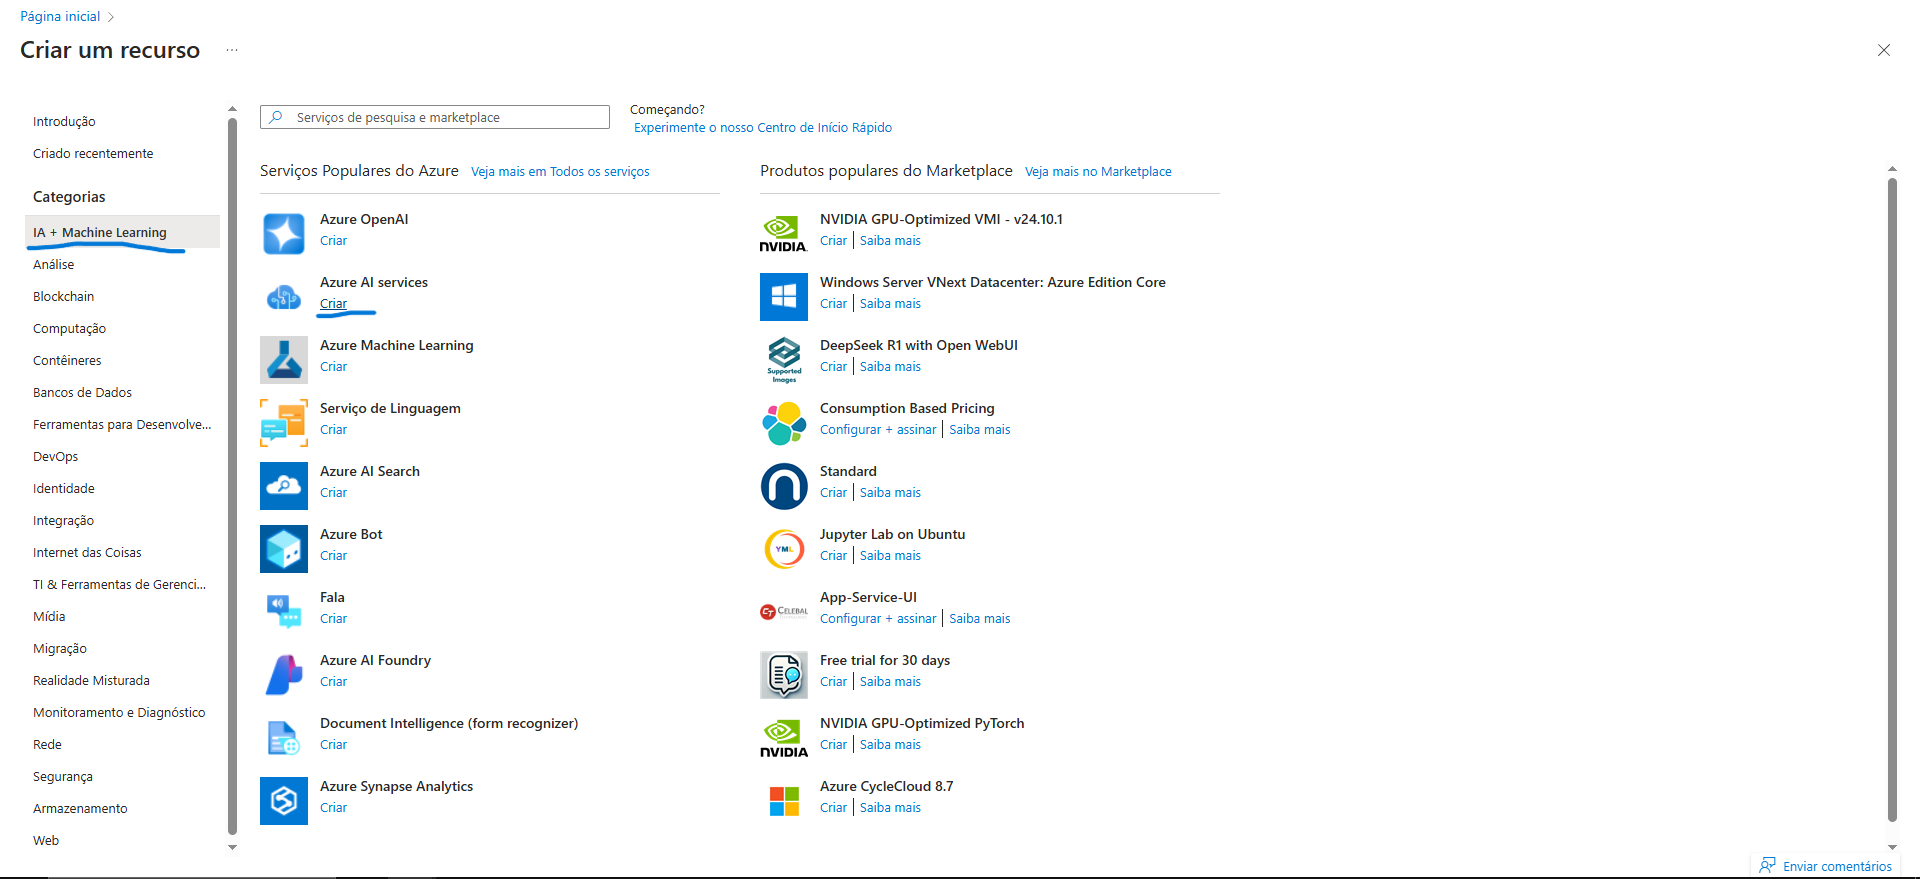 Página inicial
Criar um recurso
Introdução
Criado recentemente
Categorias
IA + Machine Learning
Análise
Blockchain
Computação
Contêineres
Bancos de Dados
Ferramentas para Desenvolve...
DevOps
Identidade
Integração
Internet das Coisas
TI & Ferramentas de Gerenci...
Mídia
Migração
Realidade Misturada
Monitoramento e Diagnóstico
Rede
Segurança
Armazenamento
Web
Serviços de pesquisa e marketplace
Começando?
Experimente o nosso Centro de Início Rápido
Serviços Populares do Azure Veja mais em Todos os serviços
Azure OpenAI
Criar
Azure AI services
Criar
Azure Machine Learning
Criar
Serviço de Linguagem
Criar
Azure AI Search
Criar
Azure Bot
Criar
Fala
Criar
Azure AI Foundry
Criar
Document Intelligence (form recognizer)
Criar
Azure Synapse Analytics
Criar
Produtos populares do Marketplace Veja mais no Marketplace
NVIDIA
NVIDIA GPU-Optimized VMI - v24.10.1
Criar | Saiba mais
Windows Server VNext Datacenter: Azure Edition Core
Criar | Saiba mais
Supported
Images
DeepSeek R1 with Open WebUI
Criar | Saiba mais
Consumption Based Pricing
Configurar + assinar | Saiba mais
Standard
Criar | Saiba mais
YML
Jupyter Lab on Ubuntu
Criar | Saiba mais
CT CELEBAL
App-Service-UI
Configurar + assinar | Saiba mais
Free trial for 30 days
Criar | Saiba mais
NVIDIA
NVIDIA GPU-Optimized PyTorch
Criar | Saiba mais
Azure CycleCloud 8.7
Criar | Saiba mais
Enviar comentários